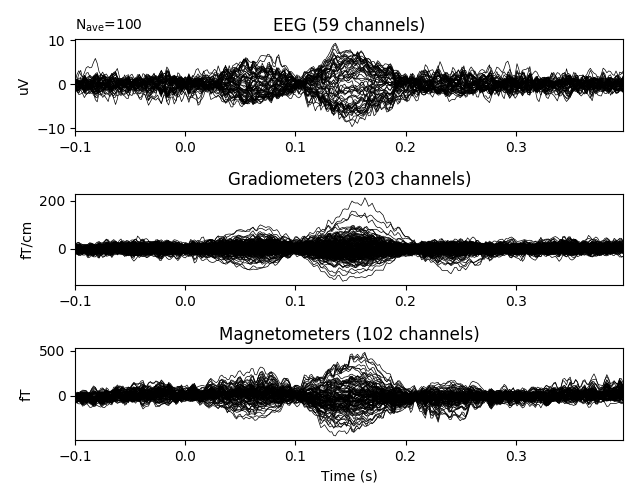 N_ave=100
EEG (59 channels)
uV
10
0
−10
−0.1 0.0 0.1 0.2 0.3
Gradiometers (203 channels)
fT/cm
200
0
−0.1 0.0 0.1 0.2 0.3
Magnetometers (102 channels)
fT
500
0
−0.1 0.0 0.1 0.2 0.3
Time (s)